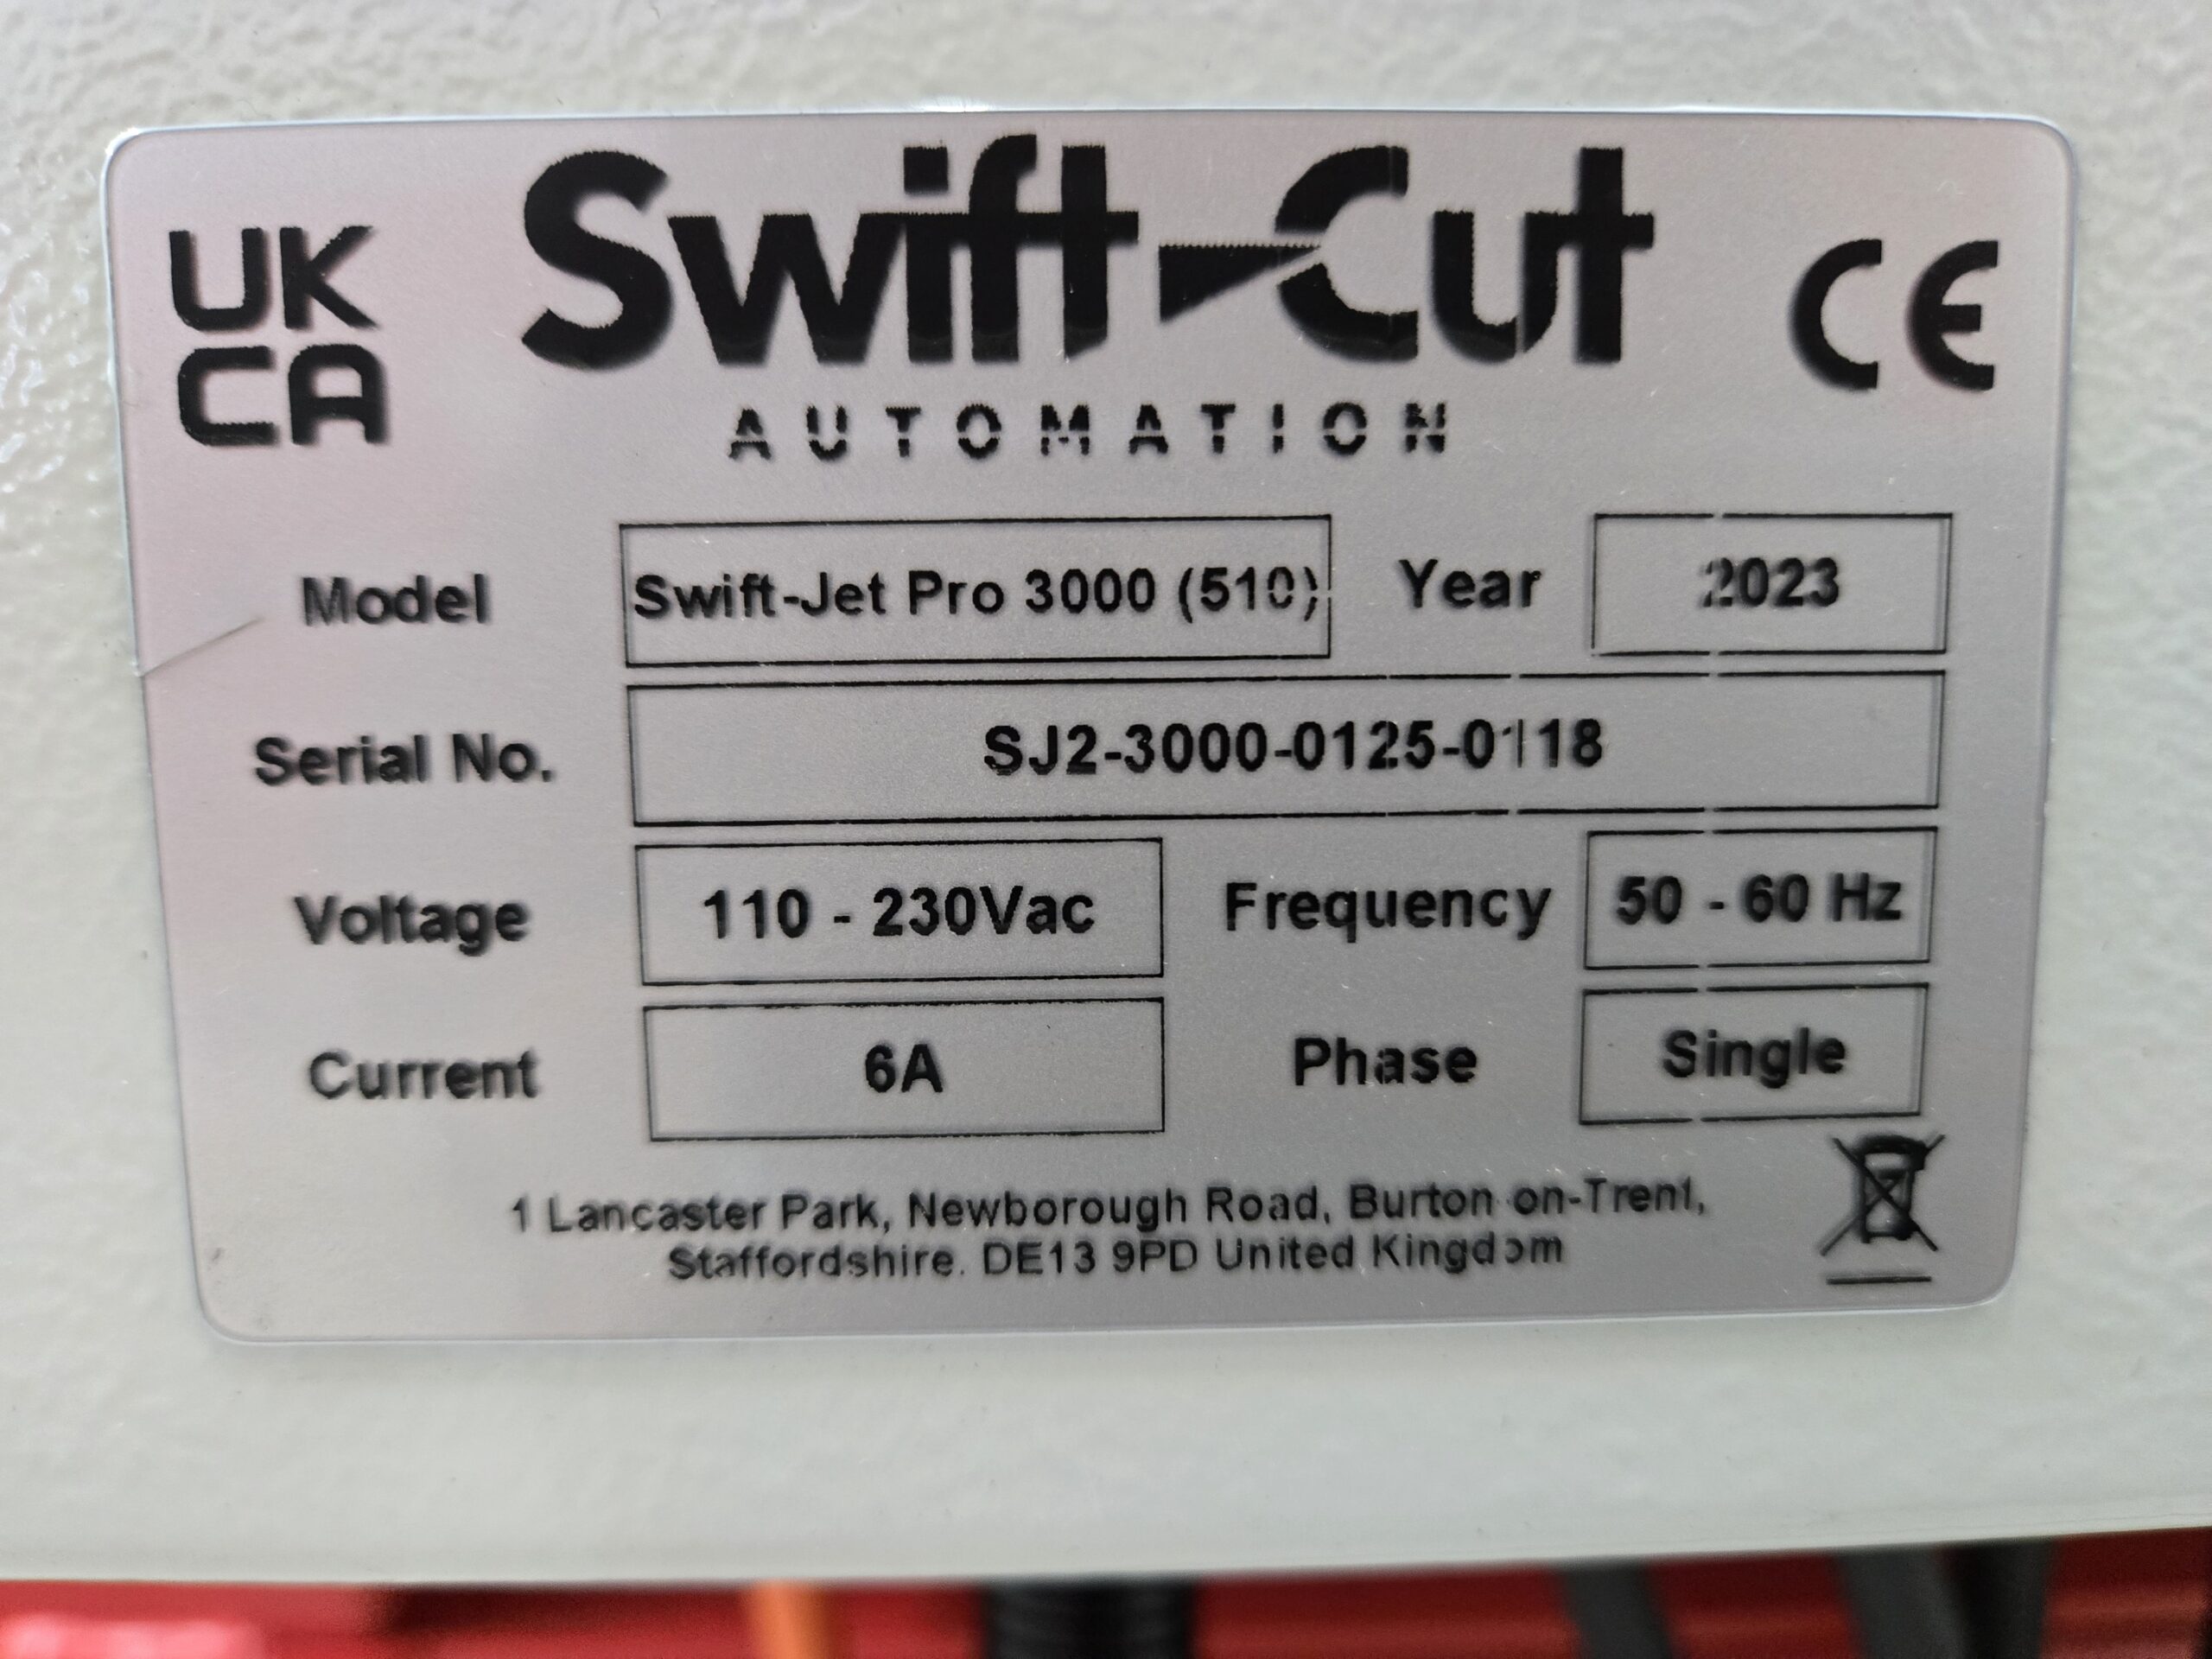 UK
CA
Swift-Cut
CE
AUTOMATION
Model Swift-Jet Pro 3000 (510) Year 2023
Serial No. SJ2-3000-0125-0118
Voltage 110 - 230Vac Frequency 50 - 60 Hz
Current 6A Phase Single
1 Lancaster Park, Newborough Road, Burton on-Trent,
Staffordshire. DE13 9PD United Kingdom